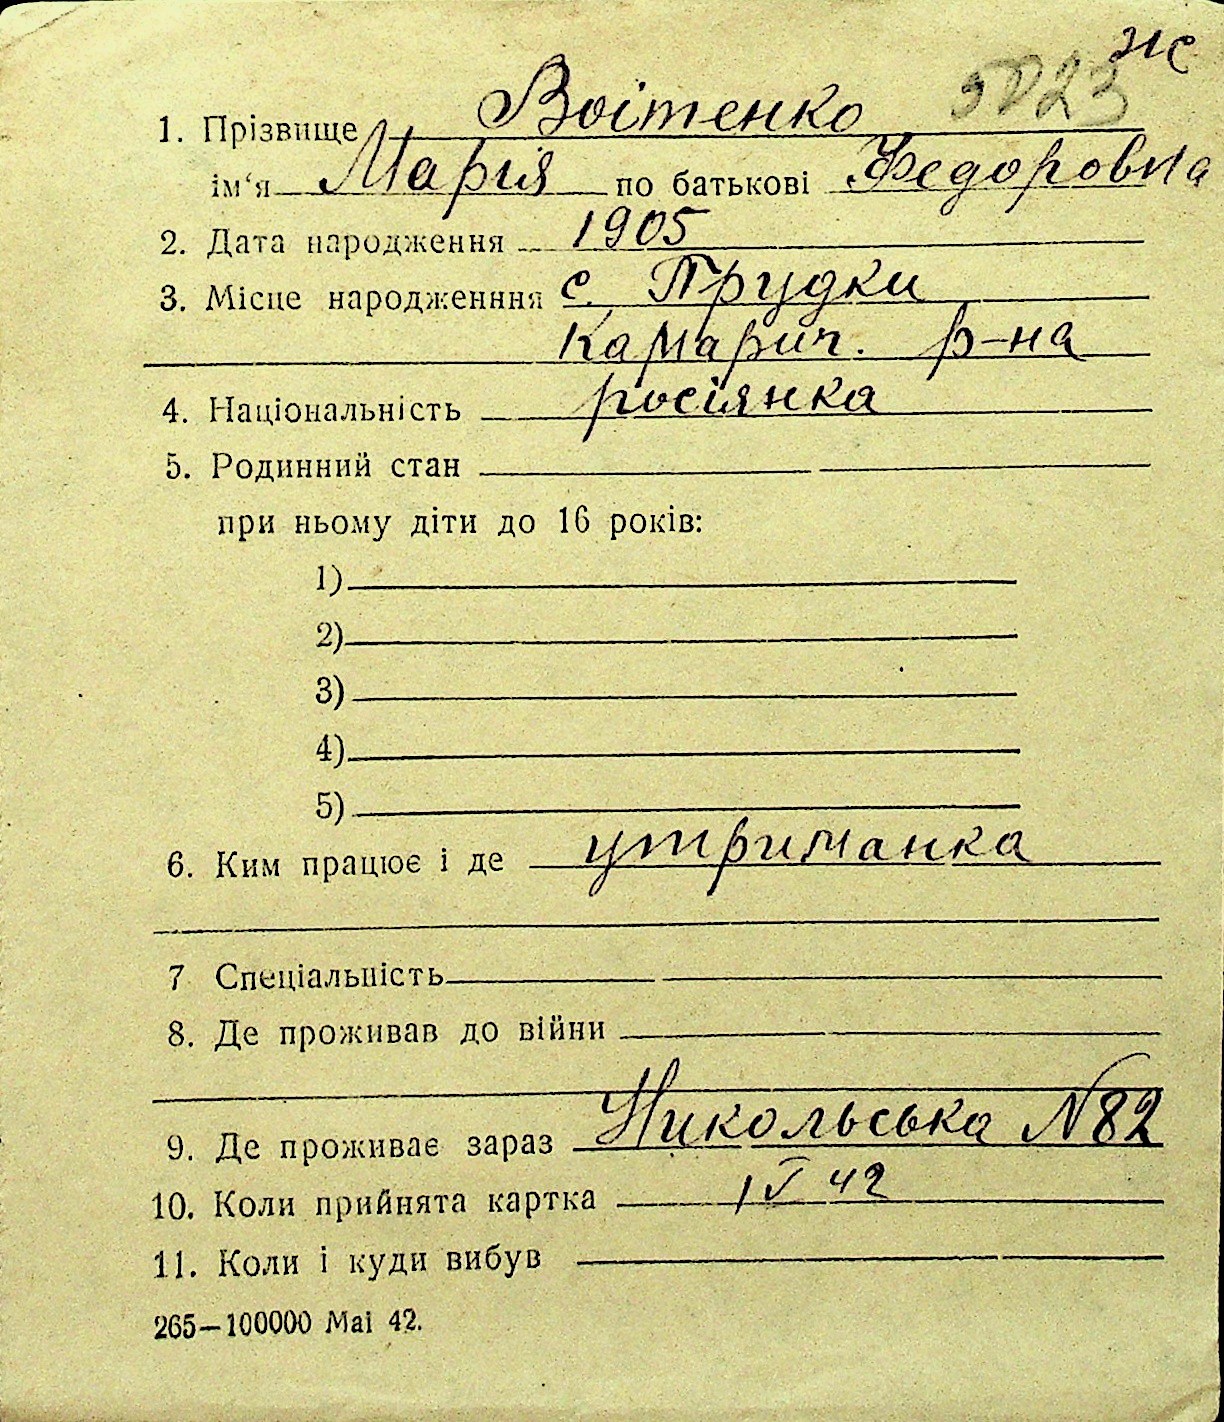 ж
5023
1. Прізвище Воітенко
ім‘я Марія по батькові Федоровна
2. Дата народження 1905
3. Місце народженння с. Прудки
Камарич. р-на
4. Національність росіянка
5. Родинний стан
при ньому діти до 16 років:
1)
2)
3)
4)
5)
6. Ким працює і де утриманка
7 Спеціальність
8. Де проживав до війни
9. Де проживає зараз Никольська №82
10. Коли прийнята картка 1 V 42
11. Коли і куди вибув
265—100000 Маі 42.